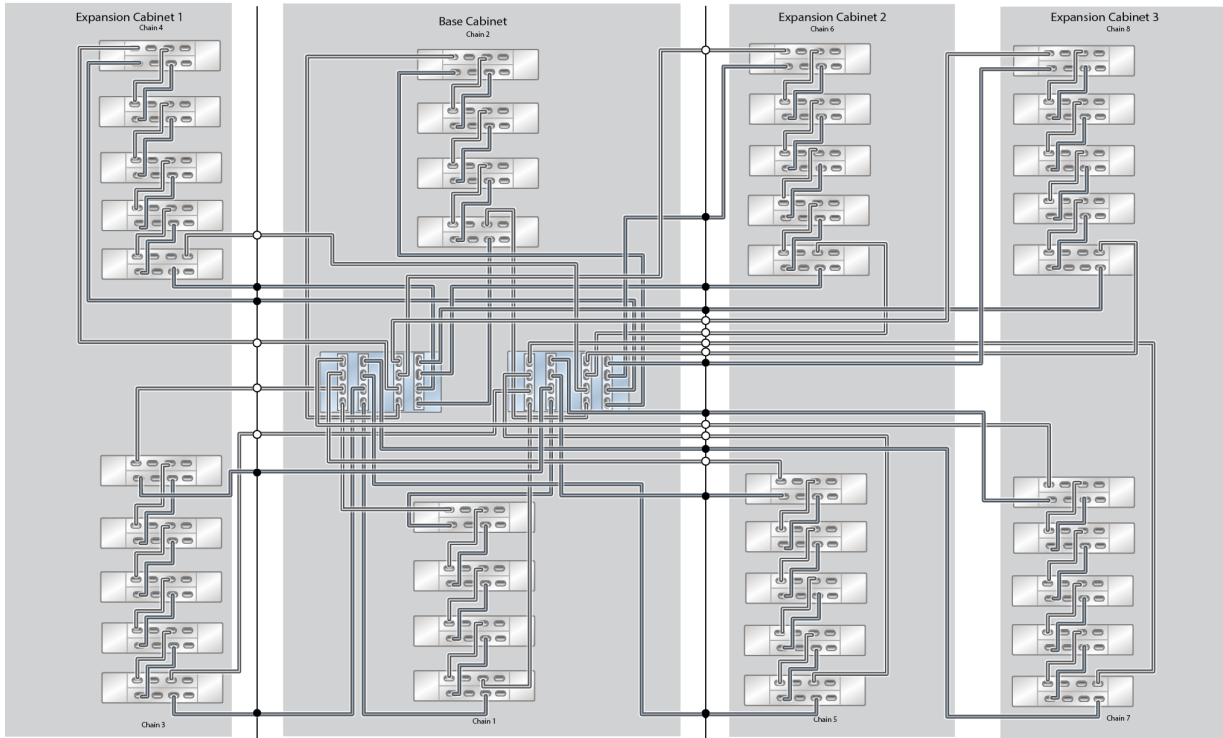 Expansion Cabinet 1
Chain 4
Base Cabinet
Chain 2
Expansion Cabinet 2
Chain 6
Expansion Cabinet 3
Chain 8
Chain 3
Chain 1
Chain 5
Chain 7